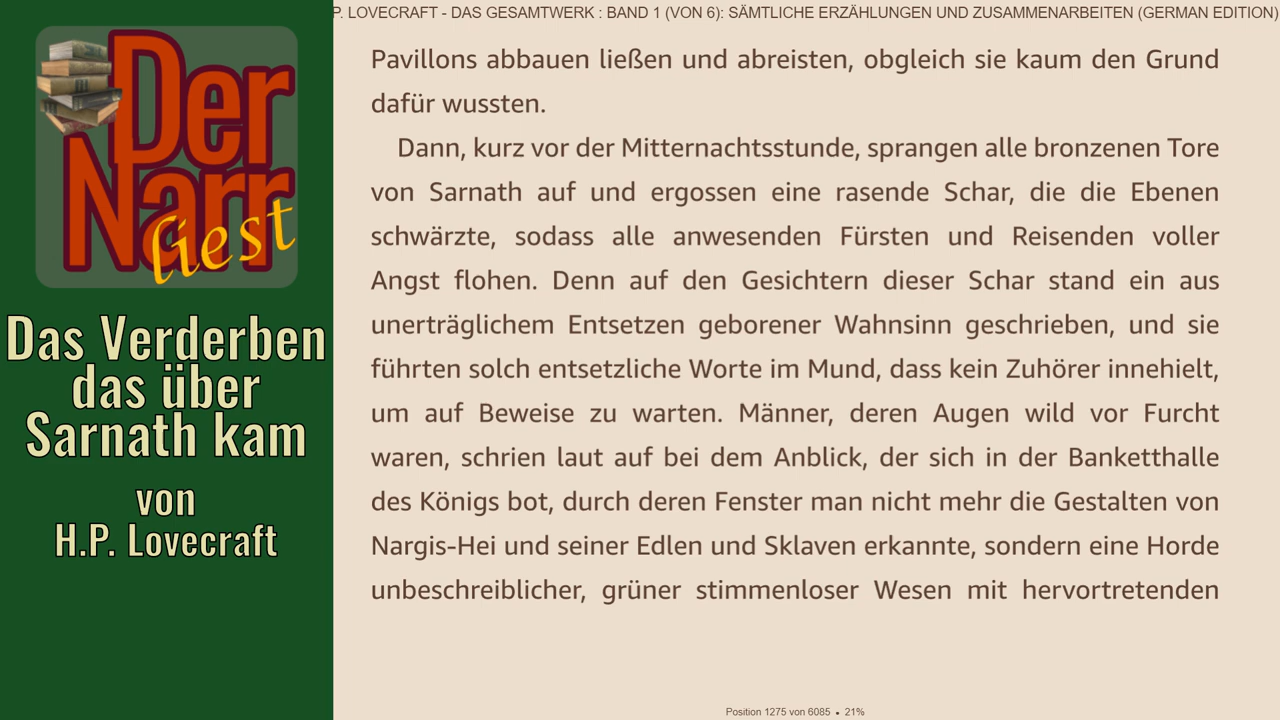 Der
Narr
liest
Das Verderben
das über
Sarnath kam
von
H.P. Lovecraft
P. LOVECRAFT - DAS GESAMTWERK : BAND 1 (VON 6): SÄMTLICHE ERZÄHLUNGEN UND ZUSAMMENARBEITEN (GERMAN EDITION)
Pavillons abbauen ließen und abreisten, obgleich sie kaum den Grund
dafür wussten.
Dann, kurz vor der Mitternachtsstunde, sprangen alle bronzenen Tore
von Sarnath auf und ergossen eine rasende Schar, die die Ebenen
schwärzte, sodass alle anwesenden Fürsten und Reisenden voller
Angst flohen. Denn auf den Gesichtern dieser Schar stand ein aus
unerträglichem Entsetzen geborener Wahnsinn geschrieben, und sie
führten solch entsetzliche Worte im Mund, dass kein Zuhörer innehielt,
um auf Beweise zu warten. Männer, deren Augen wild vor Furcht
waren, schrien laut auf bei dem Anblick, der sich in der Banketthalle
des Königs bot, durch deren Fenster man nicht mehr die Gestalten von
Nargis-Hei und seiner Edlen und Sklaven erkannte, sondern eine Horde
unbeschreiblicher, grüner stimmenloser Wesen mit hervortretenden
Position 1275 von 6085 • 21%